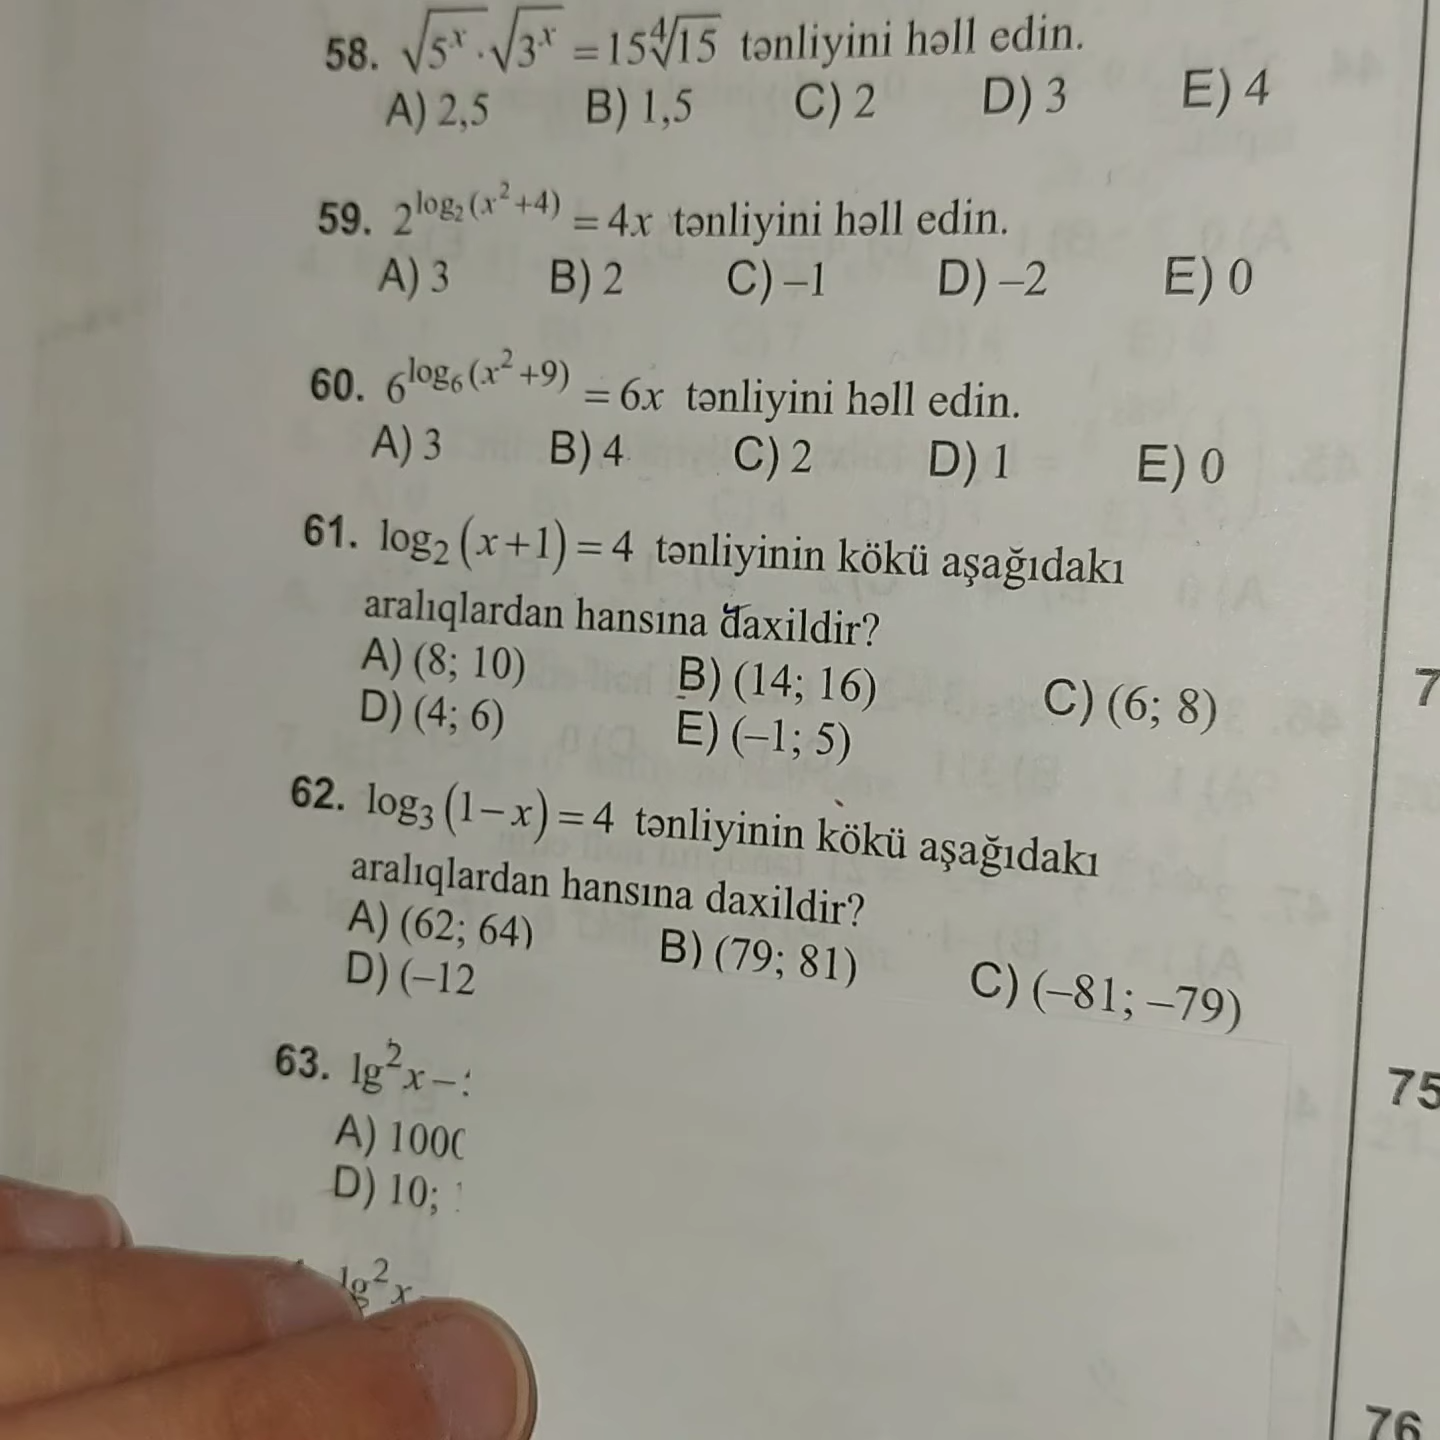 58. √5ˣ · √3ˣ = 15∜15 tənliyini həll edin.
A) 2,5 B) 1,5 C) 2 D) 3 E) 4
59. 2^(log₂(x²+4)) = 4x tənliyini həll edin.
A) 3 B) 2 C) –1 D) –2 E) 0
60. 6^(log₆(x²+9)) = 6x tənliyini həll edin.
A) 3 B) 4 C) 2 D) 1 E) 0
61. log₂(x+1) = 4 tənliyinin kökü aşağıdakı
aralıqlardan hansına daxildir?
A) (8; 10) B) (14; 16) C) (6; 8)
D) (4; 6) E) (–1; 5)
62. log₃(1–x) = 4 tənliyinin kökü aşağıdakı
aralıqlardan hansına daxildir?
A) (62; 64) B) (79; 81) C) (–81; –79)
D) (–12
63. lg²x –
A) 100
D) 10;
lg²x
7
75
76